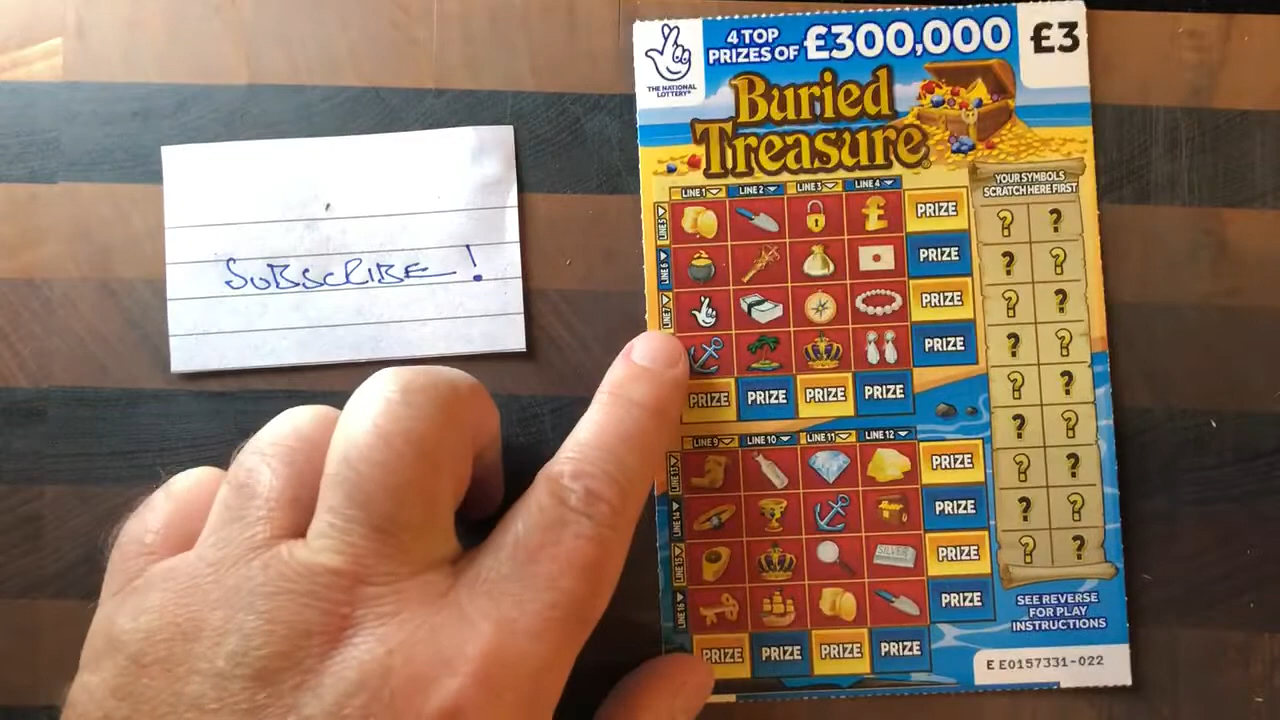 SUBSCRIBE!
THE NATIONAL
LOTTERY®
4 TOP
PRIZES OF £300,000
£3
Buried
Treasure®
YOUR SYMBOLS
SCRATCH HERE FIRST
LINE 1 LINE 2 LINE 3 LINE 4
LINE 5 PRIZE
LINE 6 PRIZE
LINE 7 PRIZE
PRIZE
PRIZE PRIZE PRIZE PRIZE
LINE 9 LINE 10 LINE 11 LINE 12
LINE 13 PRIZE
LINE 14 PRIZE
LINE 15 SILVER PRIZE
LINE 16 PRIZE
PRIZE PRIZE PRIZE PRIZE
? ?
? ?
? ?
? ?
? ?
? ?
? ?
? ?
? ?
SEE REVERSE
FOR PLAY
INSTRUCTIONS
E E0157331-022